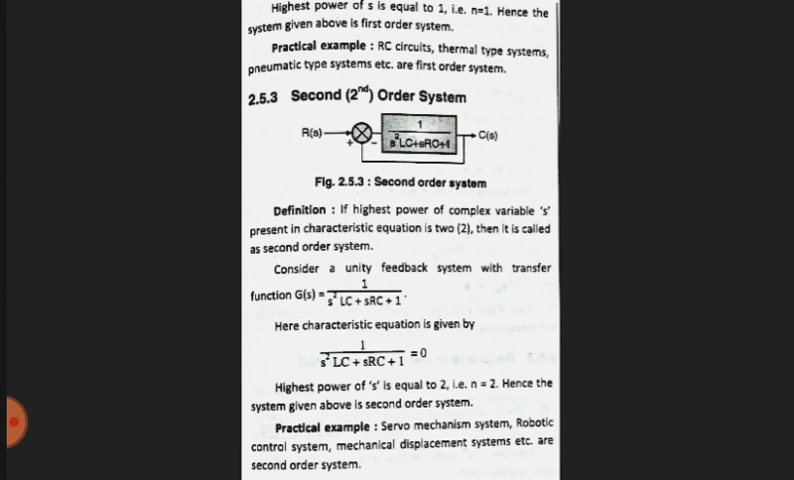 Highest power of s is equal to 1, i.e. n=1. Hence the
system given above is first order system.
Practical example : RC circuits, thermal type systems,
pneumatic type systems etc. are first order system.
2.5.3 Second (2nd) Order System
R(s)
+
-
1
s²LC+sRC+1
C(s)
Fig. 2.5.3 : Second order system
Definition : If highest power of complex variable 's'
present in characteristic equation is two (2), then it is called
as second order system.
Consider a unity feedback system with transfer
function G(s) = 1 / s² LC + sRC + 1 .
Here characteristic equation is given by
1
s² LC + sRC + 1 = 0
Highest power of 's' is equal to 2, i.e. n = 2. Hence the
system given above is second order system.
Practical example : Servo mechanism system, Robotic
control system, mechanical displacement systems etc. are
second order system.